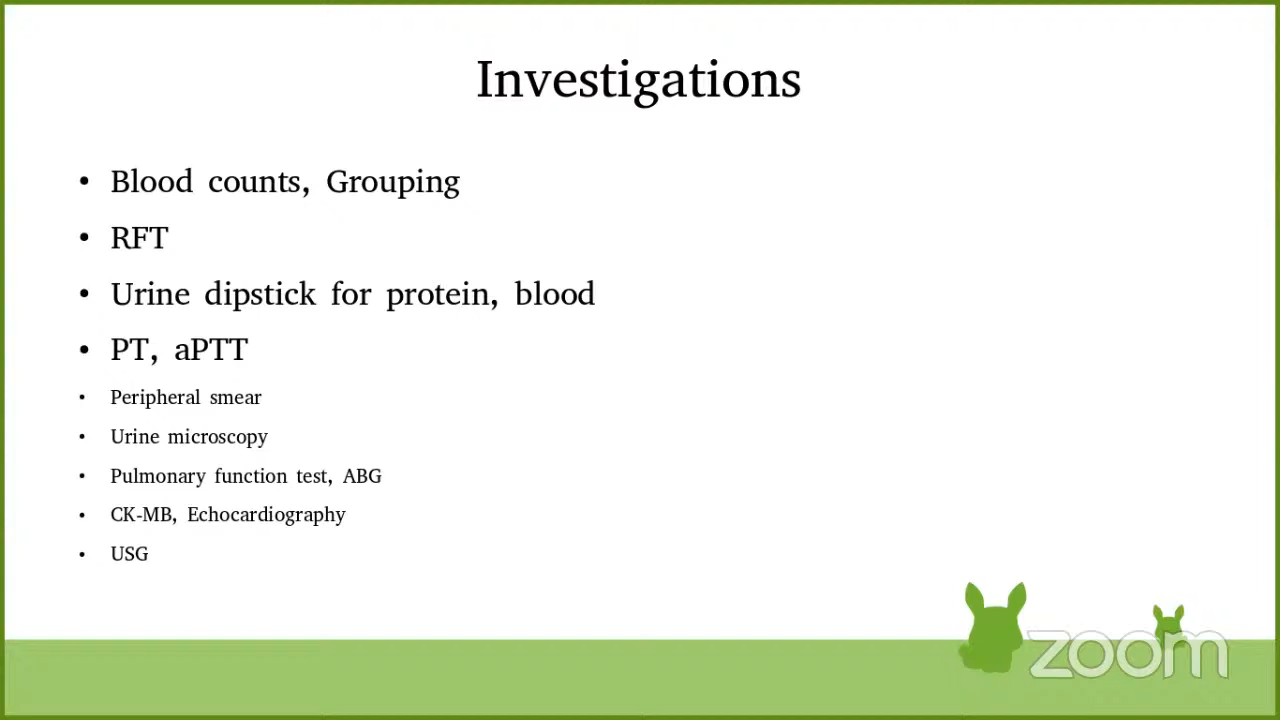 Investigations
• Blood counts, Grouping
• RFT
• Urine dipstick for protein, blood
• PT, aPTT
• Peripheral smear
• Urine microscopy
• Pulmonary function test, ABG
• CK-MB, Echocardiography
• USG
zoom